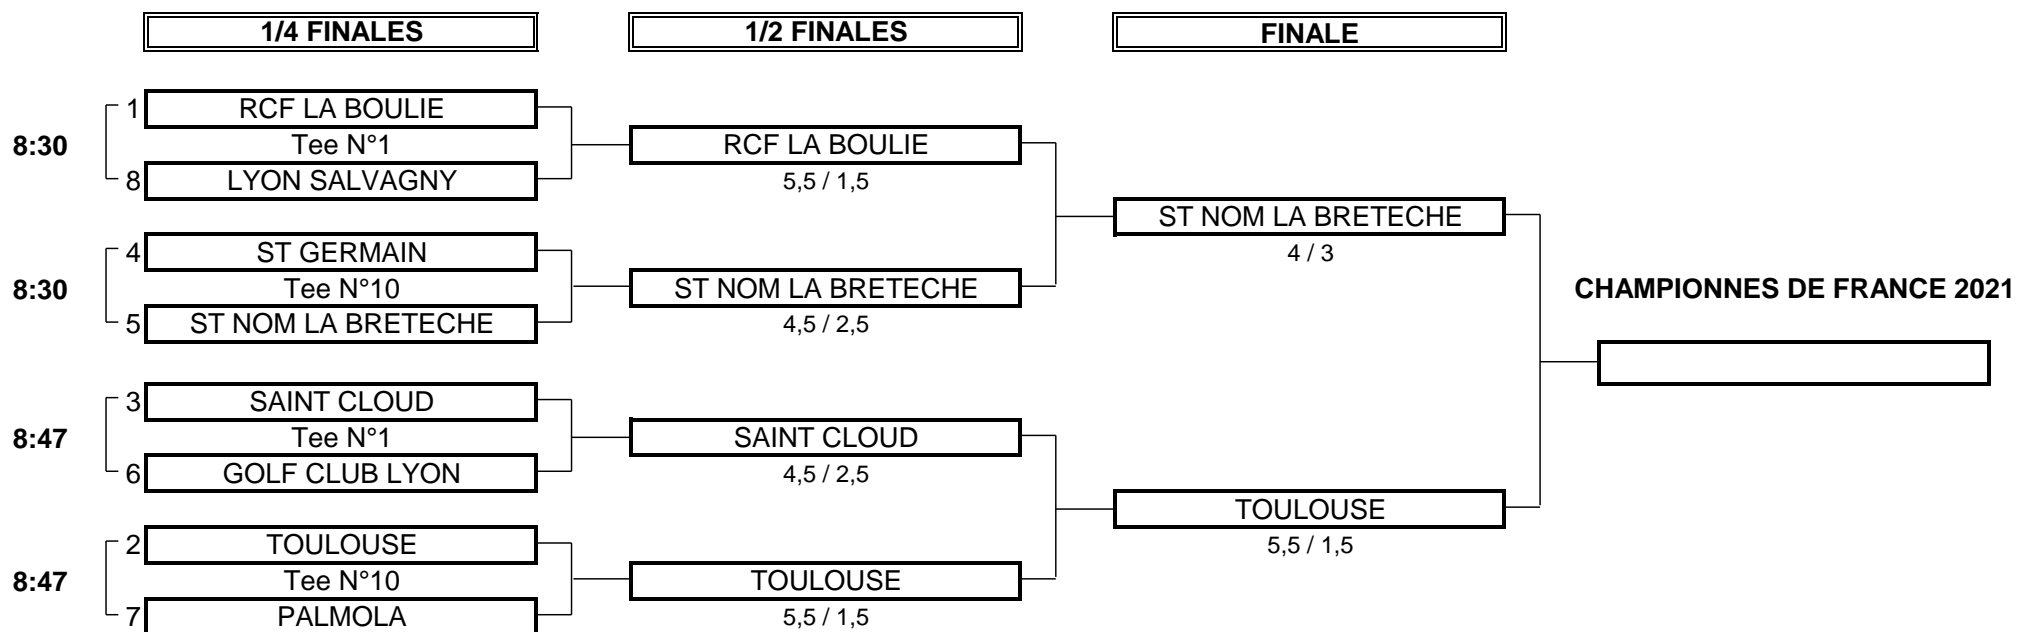 1/4 FINALES
1/2 FINALES
FINALE
1 RCF LA BOULIE
8:30 Tee N°1
8 LYON SALVAGNY
RCF LA BOULIE
5,5 / 1,5
4 ST GERMAIN
8:30 Tee N°10
5 ST NOM LA BRETECHE
ST NOM LA BRETECHE
4,5 / 2,5
ST NOM LA BRETECHE
4 / 3
3 SAINT CLOUD
8:47 Tee N°1
6 GOLF CLUB LYON
SAINT CLOUD
4,5 / 2,5
2 TOULOUSE
8:47 Tee N°10
7 PALMOLA
TOULOUSE
5,5 / 1,5
TOULOUSE
5,5 / 1,5
CHAMPIONNES DE FRANCE 2021